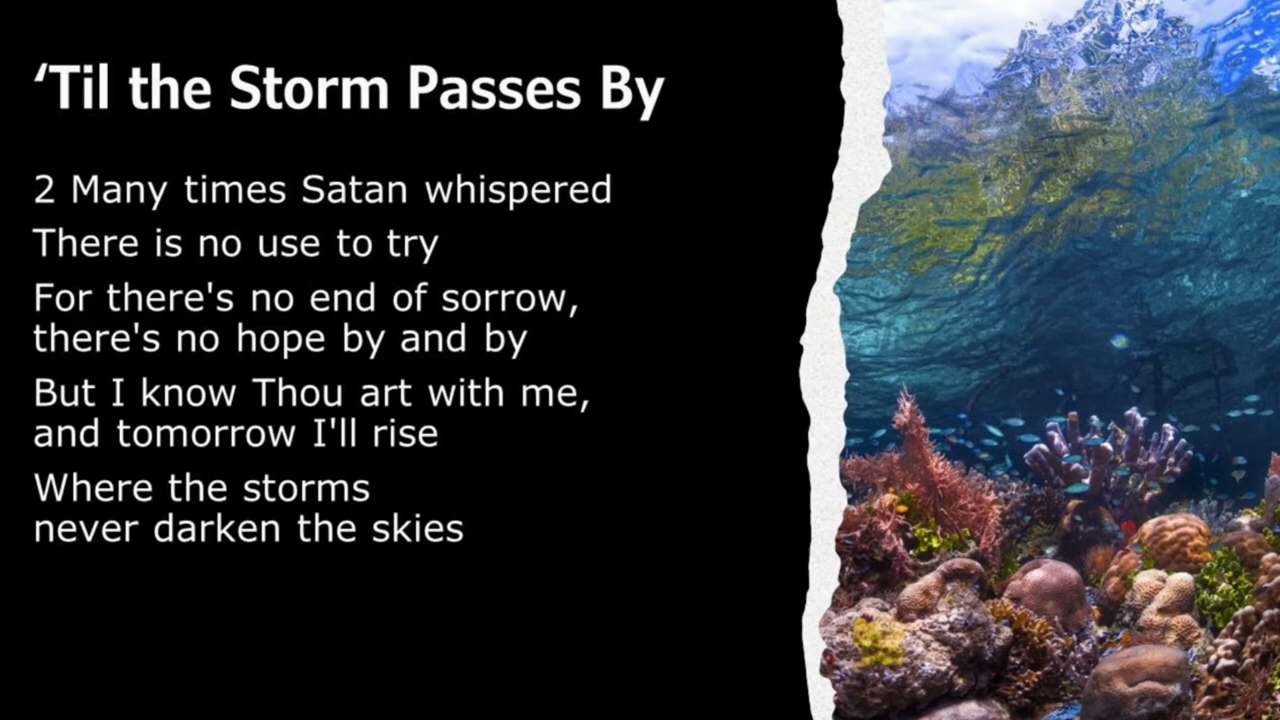 ‘Til the Storm Passes By
2 Many times Satan whispered
There is no use to try
For there's no end of sorrow,
there's no hope by and by
But I know Thou art with me,
and tomorrow I'll rise
Where the storms
never darken the skies